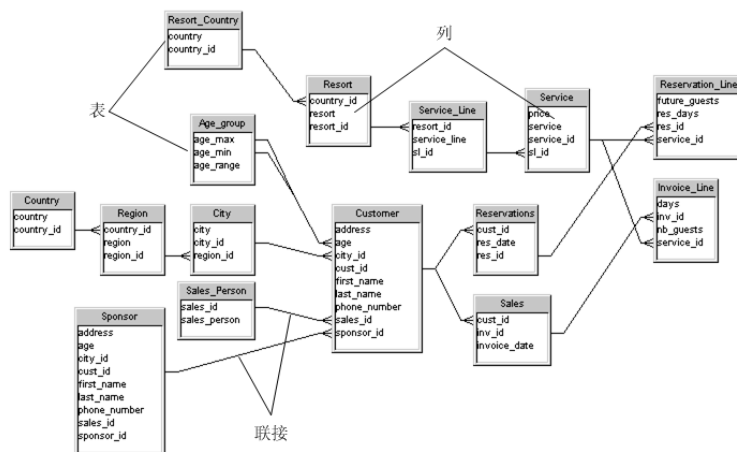 Resort_Country
country
country_id
列
Resort
country_id
resort
resort_id
Service_Line
resort_id
service_line
sl_id
Service
price
service
service_id
sl_id
Reservation_Line
future_guests
res_days
res_id
service_id
表
Age_group
age_max
age_min
age_range
Country
country
country_id
Region
country_id
region
region_id
City
city
city_id
region_id
Customer
address
age
city_id
cust_id
first_name
last_name
phone_number
sales_id
sponsor_id
Reservations
cust_id
res_date
res_id
Invoice_Line
days
inv_id
nb_guests
service_id
Sales_Person
sales_id
sales_person
Sales
cust_id
inv_id
invoice_date
Sponsor
address
age
city_id
cust_id
first_name
last_name
phone_number
sales_id
sponsor_id
联接